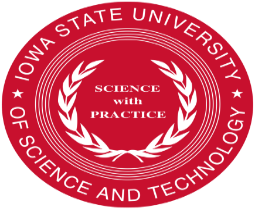 IOWA STATE UNIVERSITY
SCIENCE
with
PRACTICE
OF SCIENCE AND TECHNOLOGY